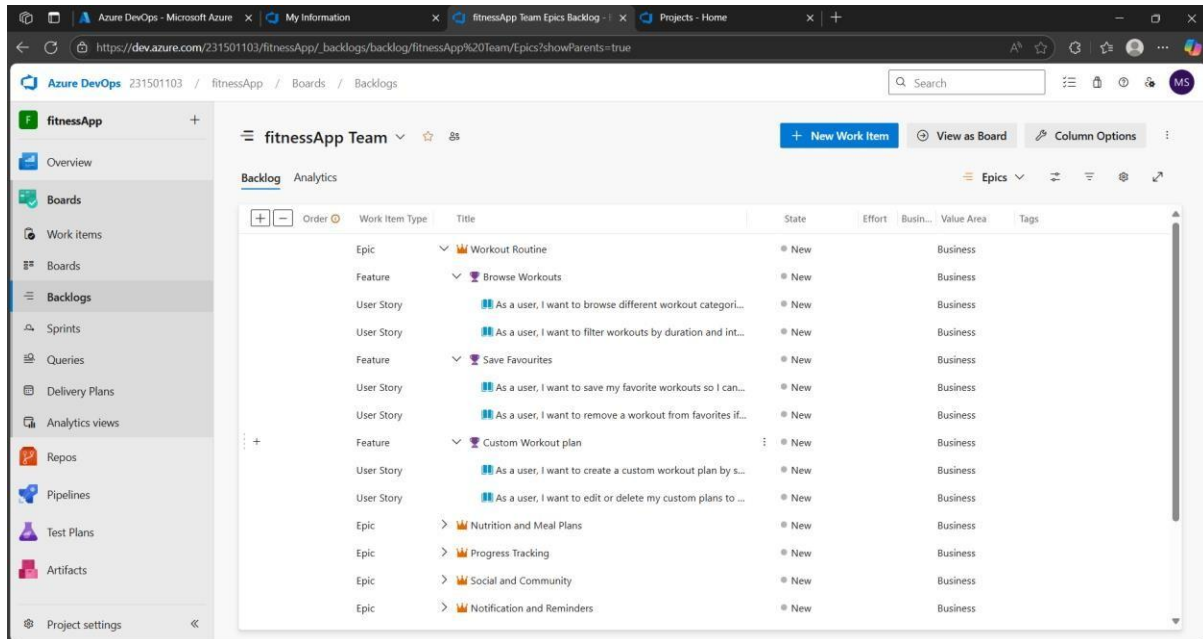 Azure DevOps - Microsoft Azure
My Information
fitnessApp Team Epics Backlog -
Projects - Home
https://dev.azure.com/231501103/fitnessApp/_backlogs/backlog/fitnessApp%20Team/Epics?showParents=true
Azure DevOps 231501103 / fitnessApp / Boards / Backlogs
Search
MS
F fitnessApp
fitnessApp Team
New Work Item
View as Board
Column Options
Overview
Backlog Analytics
Epics
Boards
Work items
Boards
Backlogs
Sprints
Queries
Delivery Plans
Analytics views
Repos
Pipelines
Test Plans
Artifacts
Project settings
Order Work Item Type Title State Effort Busin... Value Area Tags
Epic Workout Routine New Business
Feature Browse Workouts New Business
User Story As a user, I want to browse different workout categori... New Business
User Story As a user, I want to filter workouts by duration and int... New Business
Feature Save Favourites New Business
User Story As a user, I want to save my favorite workouts so I can... New Business
User Story As a user, I want to remove a workout from favorites if... New Business
Feature Custom Workout plan New Business
User Story As a user, I want to create a custom workout plan by s... New Business
User Story As a user, I want to edit or delete my custom plans to ... New Business
Epic Nutrition and Meal Plans New Business
Epic Progress Tracking New Business
Epic Social and Community New Business
Epic Notification and Reminders New Business